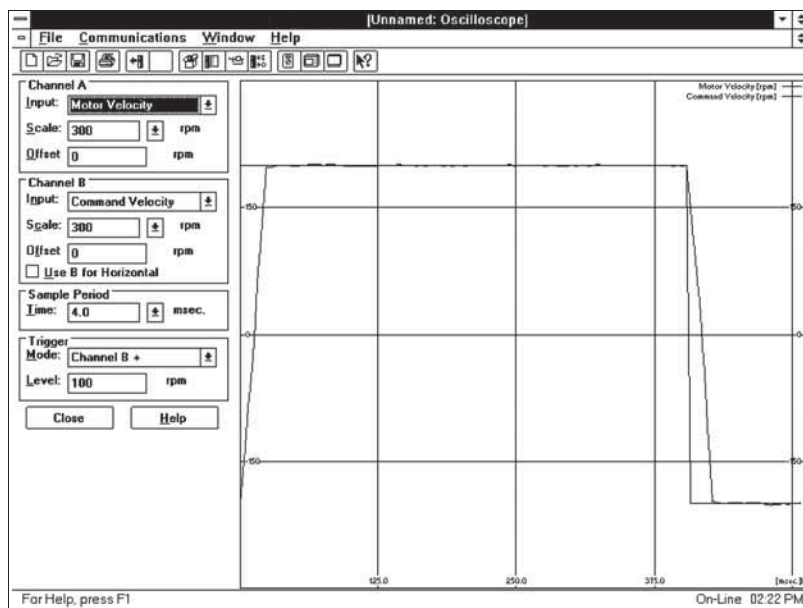 [Unnamed: Oscilloscope]
File Communications Window Help
Channel A
Input: Motor Velocity
Scale: 300 rpm
Offset 0 rpm
Channel B
Input: Command Velocity
Scale: 300 rpm
Offset 0 rpm
Use B for Horizontal
Sample Period
Time: 4.0 msec.
Trigger
Mode: Channel B +
Level: 100 rpm
Close Help
Motor Velocity [rpm]
Command Velocity [rpm]
150 150
0 0
-150 150
125.0 250.0 375.0 [msec.]
For Help, press F1 On-Line 02:22 PM